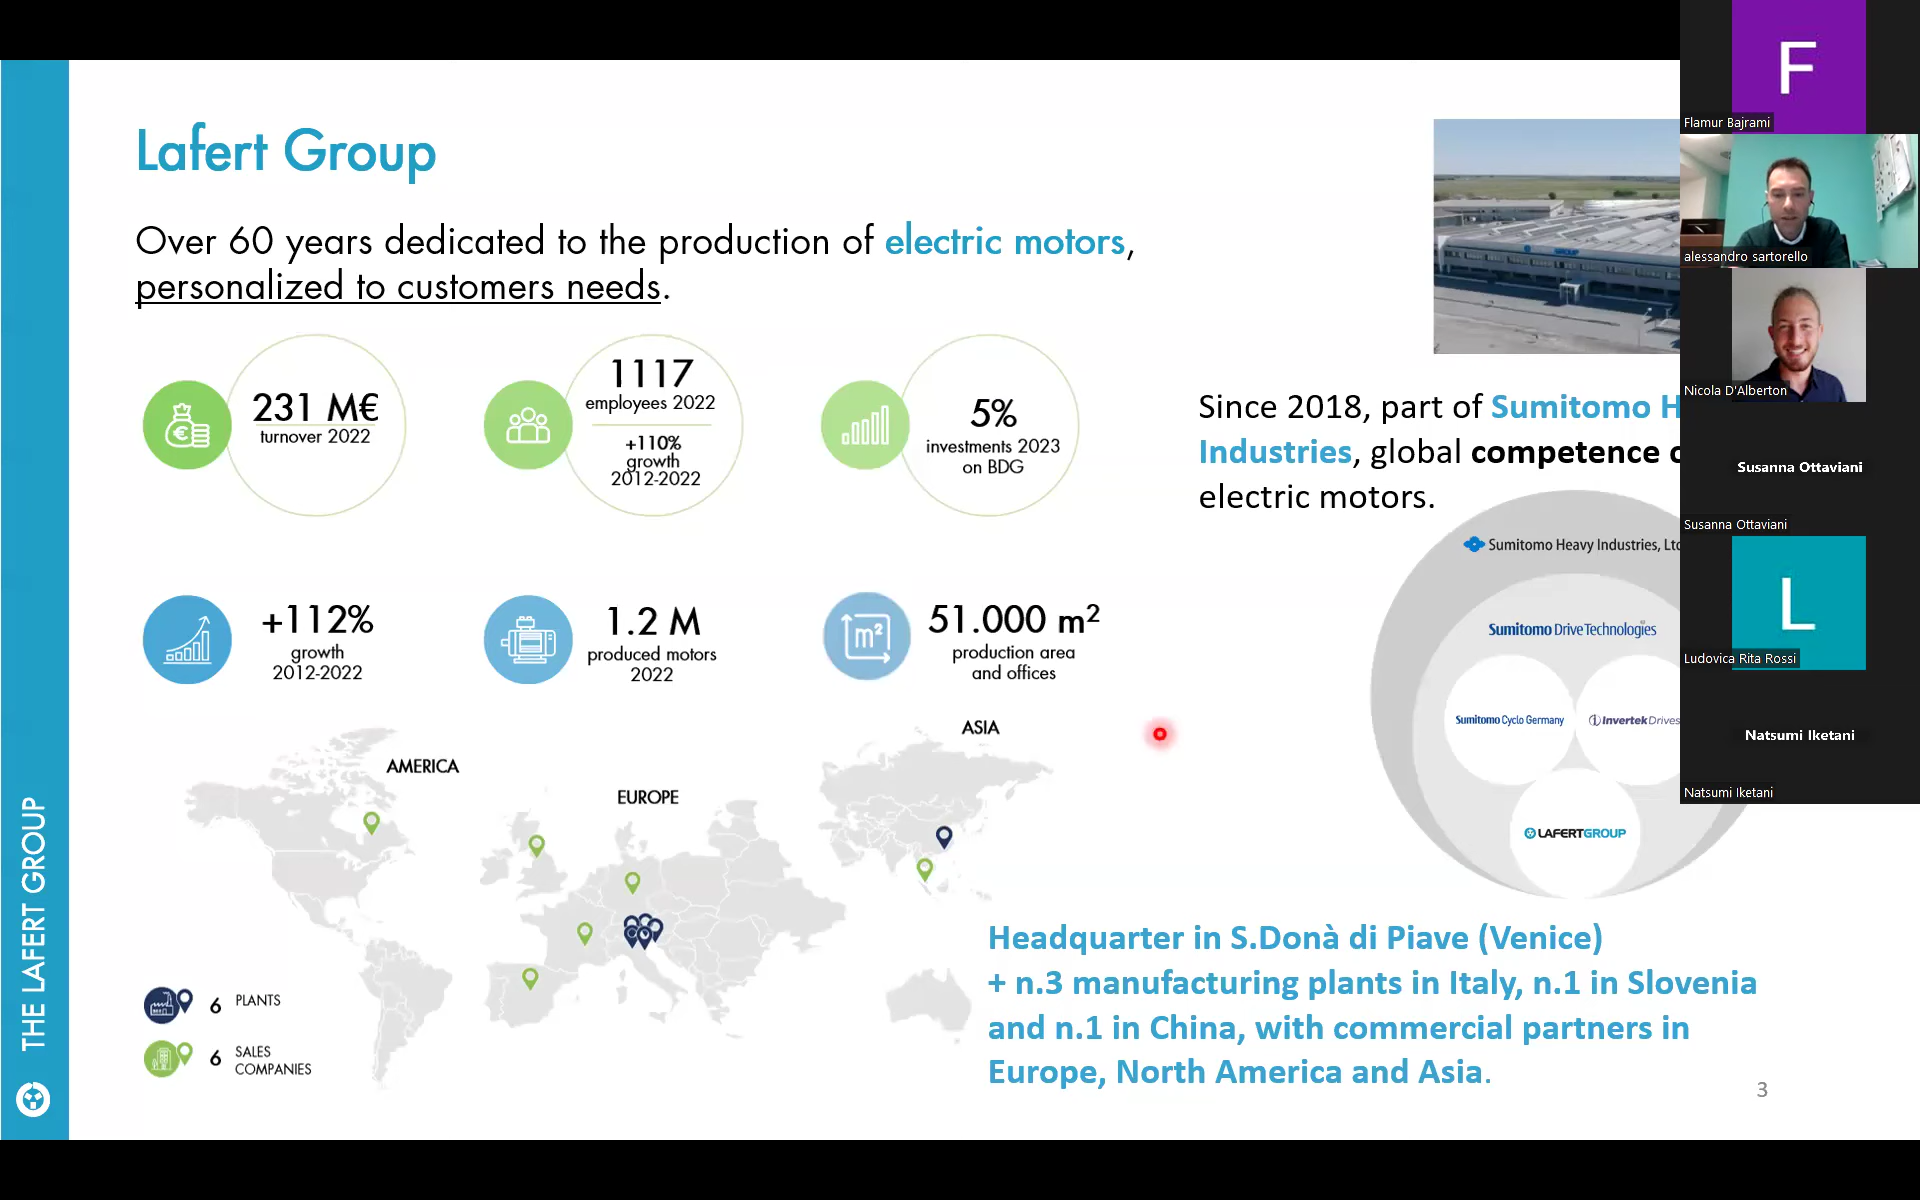 Lafert Group
Over 60 years dedicated to the production of electric motors,
personalized to customers needs.
231 M€
turnover 2022
1117
employees 2022
+110%
growth
2012-2022
5%
investments 2023
on BDG
+112%
growth
2012-2022
1.2 M
produced motors
2022
51.000 m²
production area
and offices
m²
AMERICA
EUROPE
ASIA
6 PLANTS
6 SALES
COMPANIES
THE LAFERT GROUP
GROUP
Since 2018, part of Sumitomo H
Industries, global competence
electric motors.
Sumitomo Heavy Industries, Ltd
Sumitomo Drive Technologies
Sumitomo Cyclo Germany
Invertek Drives
LAFERTGROUP
Headquarter in S.Donà di Piave (Venice)
+ n.3 manufacturing plants in Italy, n.1 in Slovenia
and n.1 in China, with commercial partners in
Europe, North America and Asia.
3
F
Flamur Bajrami
alessandro sartorello
Nicola D'Alberton
Susanna Ottaviani
Susanna Ottaviani
L
Ludovica Rita Rossi
Natsumi Iketani
Natsumi Iketani